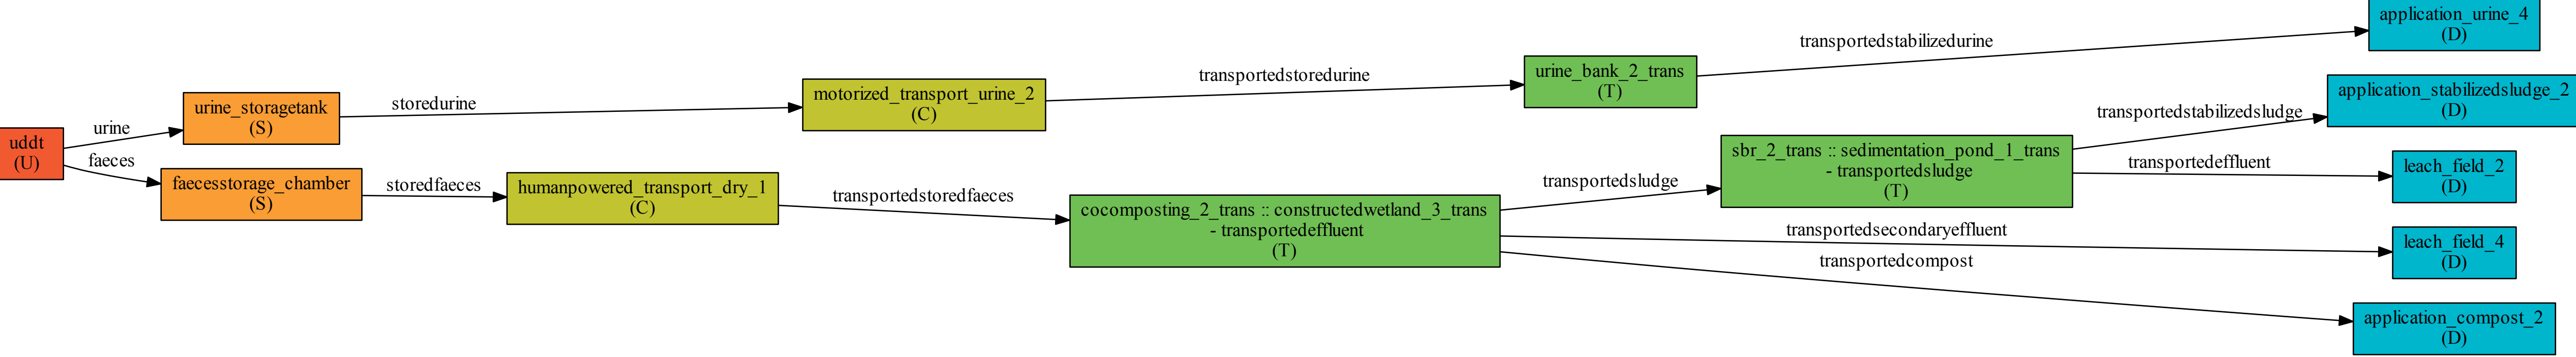 uddt
(U)
urine
faeces
urine_storagetank
(S)
faecesstorage_chamber
(S)
storedurine
storedfaeces
humanpowered_transport_dry_1
(C)
motorized_transport_urine_2
(C)
transportedstoredfaeces
transportedstoredurine
cocomposting_2_trans :: constructedwetland_3_trans
- transportedeffluent
(T)
urine_bank_2_trans
(T)
transportedsludge
sbr_2_trans :: sedimentation_pond_1_trans
- transportedsludge
(T)
transportedstabilizedurine
transportedstabilizedsludge
transportedeffluent
transportedsecondaryeffluent
transportedcompost
application_urine_4
(D)
application_stabilizedsludge_2
(D)
leach_field_2
(D)
leach_field_4
(D)
application_compost_2
(D)